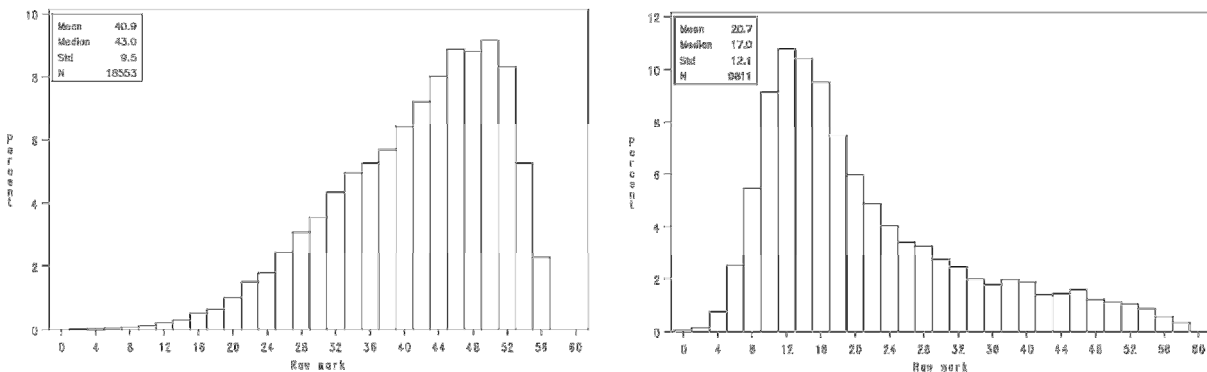 Mean 40.9
Median 43.0
Std 9.5
N 18553
10
8
6
4
2
0
Percent
0 4 8 12 16 20 24 28 32 36 40 44 48 52 56 60
Raw mark
Mean 20.7
Median 17.0
Std 12.1
N 9811
12
10
8
6
4
2
0
Percent
0 4 8 12 16 20 24 28 32 36 40 44 48 52 56 60
Raw mark